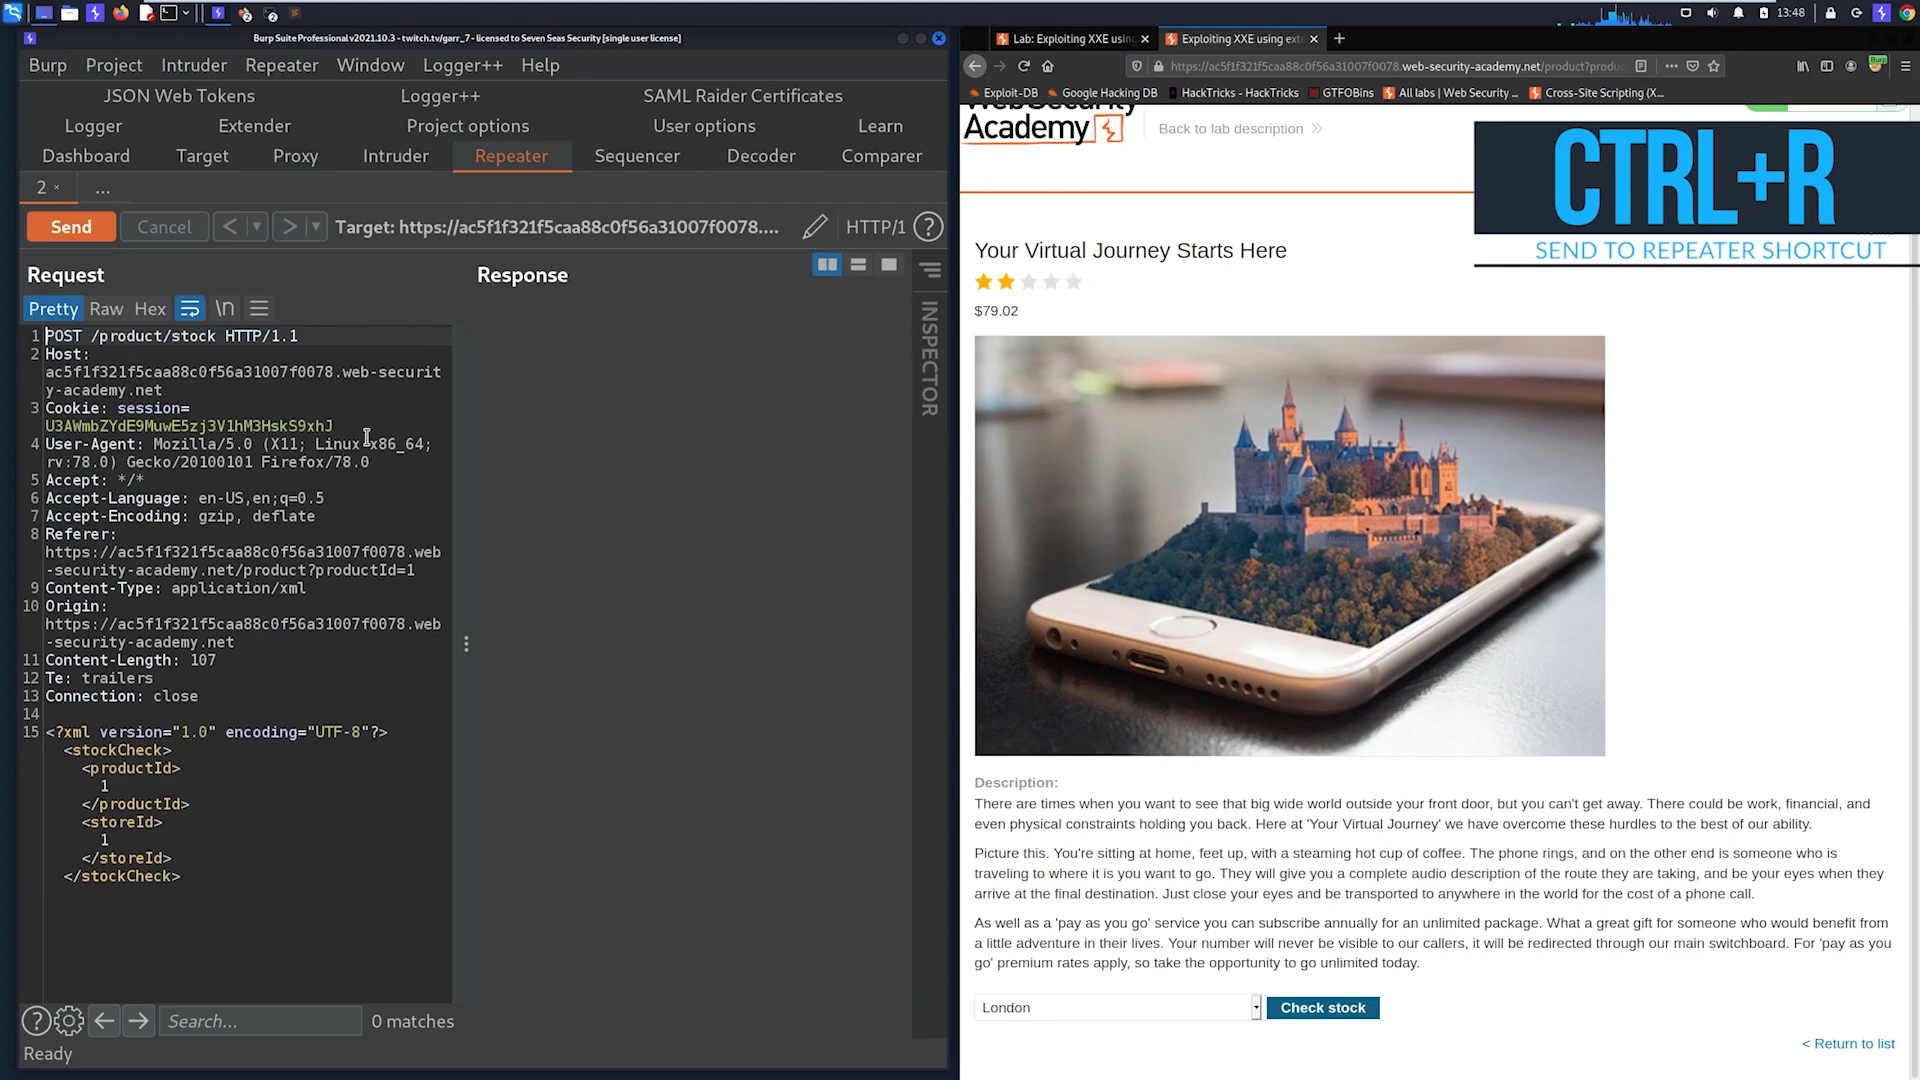 13:48
Burp Suite Professional v2021.10.3 - twitch.tv/garr_7 - licensed to Seven Seas Security [single user license]
Burp Project Intruder Repeater Window Logger++ Help
JSON Web Tokens Logger++ SAML Raider Certificates
Logger Extender Project options User options Learn
Dashboard Target Proxy Intruder Repeater Sequencer Decoder Comparer
2 × ...
Send Cancel < > Target: https://ac5f1f321f5caa88c0f56a31007f0078.... HTTP/1 ?
Request
Pretty Raw Hex \n
1 POST /product/stock HTTP/1.1
2 Host:
ac5f1f321f5caa88c0f56a31007f0078.web-securit
y-academy.net
3 Cookie: session=
U3AWmbZYdE9MuwE5zj3V1hM3HskS9xhJ
4 User-Agent: Mozilla/5.0 (X11; Linux x86_64;
rv:78.0) Gecko/20100101 Firefox/78.0
5 Accept: */*
6 Accept-Language: en-US,en;q=0.5
7 Accept-Encoding: gzip, deflate
8 Referer:
https://ac5f1f321f5caa88c0f56a31007f0078.web
-security-academy.net/product?productId=1
9 Content-Type: application/xml
10 Origin:
https://ac5f1f321f5caa88c0f56a31007f0078.web
-security-academy.net
11 Content-Length: 107
12 Te: trailers
13 Connection: close
14
15 <?xml version="1.0" encoding="UTF-8"?>
<stockCheck>
<productId>
1
</productId>
<storeId>
1
</storeId>
</stockCheck>
Response
INSPECTOR
? Search... 0 matches
Ready
Lab: Exploiting XXE using × Exploiting XXE using ext × +
https://ac5f1f321f5caa88c0f56a31007f0078.web-security-academy.net/product?produc
Burp
Exploit-DB Google Hacking DB HackTricks - HackTricks GTFOBins All labs | Web Security ... Cross-Site Scripting (X...
Web Security
Academy Back to lab description
CTRL+R
SEND TO REPEATER SHORTCUT
Your Virtual Journey Starts Here
$79.02
Description:
There are times when you want to see that big wide world outside your front door, but you can't get away. There could be work, financial, and
even physical constraints holding you back. Here at 'Your Virtual Journey' we have overcome these hurdles to the best of our ability.
Picture this. You're sitting at home, feet up, with a steaming hot cup of coffee. The phone rings, and on the other end is someone who is
traveling to where it is you want to go. They will give you a complete audio description of the route they are taking, and be your eyes when they
arrive at the final destination. Just close your eyes and be transported to anywhere in the world for the cost of a phone call.
As well as a 'pay as you go' service you can subscribe annually for an unlimited package. What a great gift for someone who would benefit from
a little adventure in their lives. Your number will never be visible to our callers, it will be redirected through our main switchboard. For 'pay as you
go' premium rates apply, so take the opportunity to go unlimited today.
London Check stock
< Return to list